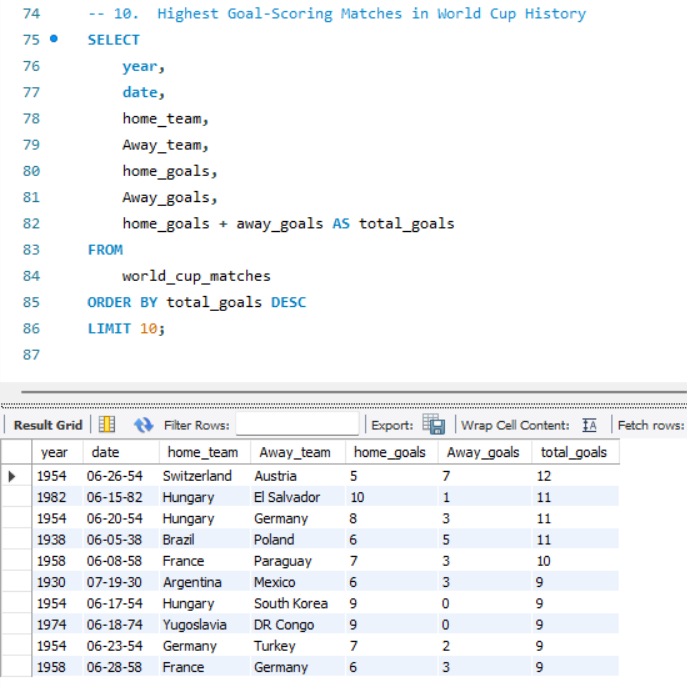 74 -- 10.  Highest Goal-Scoring Matches in World Cup History
75 SELECT
76 year,
77 date,
78 home_team,
79 Away_team,
80 home_goals,
81 Away_goals,
82 home_goals + away_goals AS total_goals
83 FROM
84 world_cup_matches
85 ORDER BY total_goals DESC
86 LIMIT 10;
87
Result Grid Filter Rows: Export: Wrap Cell Content: IA Fetch rows:
year date home_team Away_team home_goals Away_goals total_goals
1954 06-26-54 Switzerland Austria 5 7 12
1982 06-15-82 Hungary El Salvador 10 1 11
1954 06-20-54 Hungary Germany 8 3 11
1938 06-05-38 Brazil Poland 6 5 11
1958 06-08-58 France Paraguay 7 3 10
1930 07-19-30 Argentina Mexico 6 3 9
1954 06-17-54 Hungary South Korea 9 0 9
1974 06-18-74 Yugoslavia DR Congo 9 0 9
1954 06-23-54 Germany Turkey 7 2 9
1958 06-28-58 France Germany 6 3 9